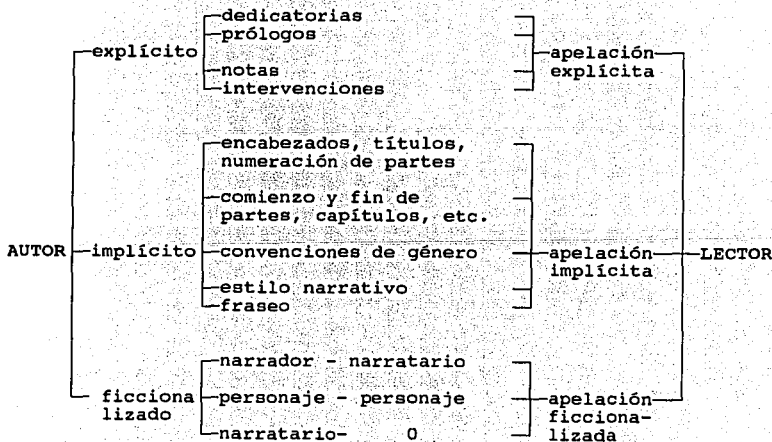 dedicatorias
prólogos
explícito
apelación
explícita
notas
intervenciones
encabezados, títulos,
numeración de partes
comienzo y fin de
partes, capítulos, etc.
AUTOR implícito convenciones de género apelación LECTOR
implícita
estilo narrativo
fraseo
narrador - narratario
ficciona personaje - personaje apelación
lizado ficciona-
lizada
narratario- 0